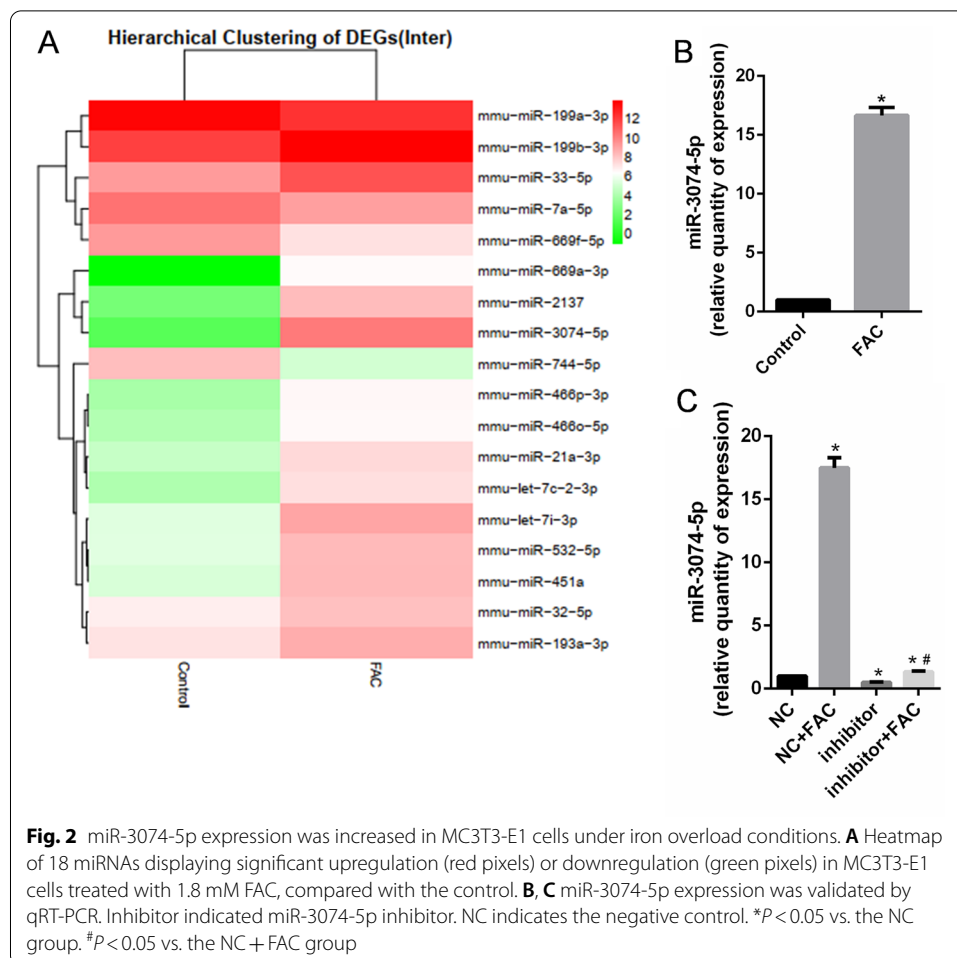 A
Hierarchical Clustering of DEGs(Inter)
mmu-miR-199a-3p
mmu-miR-199b-3p
mmu-miR-33-5p
mmu-miR-7a-5p
mmu-miR-669f-5p
mmu-miR-669a-3p
mmu-miR-2137
mmu-miR-3074-5p
mmu-miR-744-5p
mmu-miR-466p-3p
mmu-miR-466o-5p
mmu-miR-21a-3p
mmu-let-7c-2-3p
mmu-let-7i-3p
mmu-miR-532-5p
mmu-miR-451a
mmu-miR-32-5p
mmu-miR-193a-3p
12
10
8
6
4
2
0
Control
FAC
B
miR-3074-5p
(relative quantity of expression)
20
15
10
5
0
*
Control
FAC
C
miR-3074-5p
(relative quantity of expression)
20
15
10
5
0
*
*
* #
NC
NC+FAC
inhibitor
inhibitor+FAC
Fig. 2 miR-3074-5p expression was increased in MC3T3-E1 cells under iron overload conditions. A Heatmap
of 18 miRNAs displaying significant upregulation (red pixels) or downregulation (green pixels) in MC3T3-E1
cells treated with 1.8 mM FAC, compared with the control. B, C miR-3074-5p expression was validated by
qRT-PCR. Inhibitor indicated miR-3074-5p inhibitor. NC indicates the negative control. *P < 0.05 vs. the NC
group. #P < 0.05 vs. the NC + FAC group